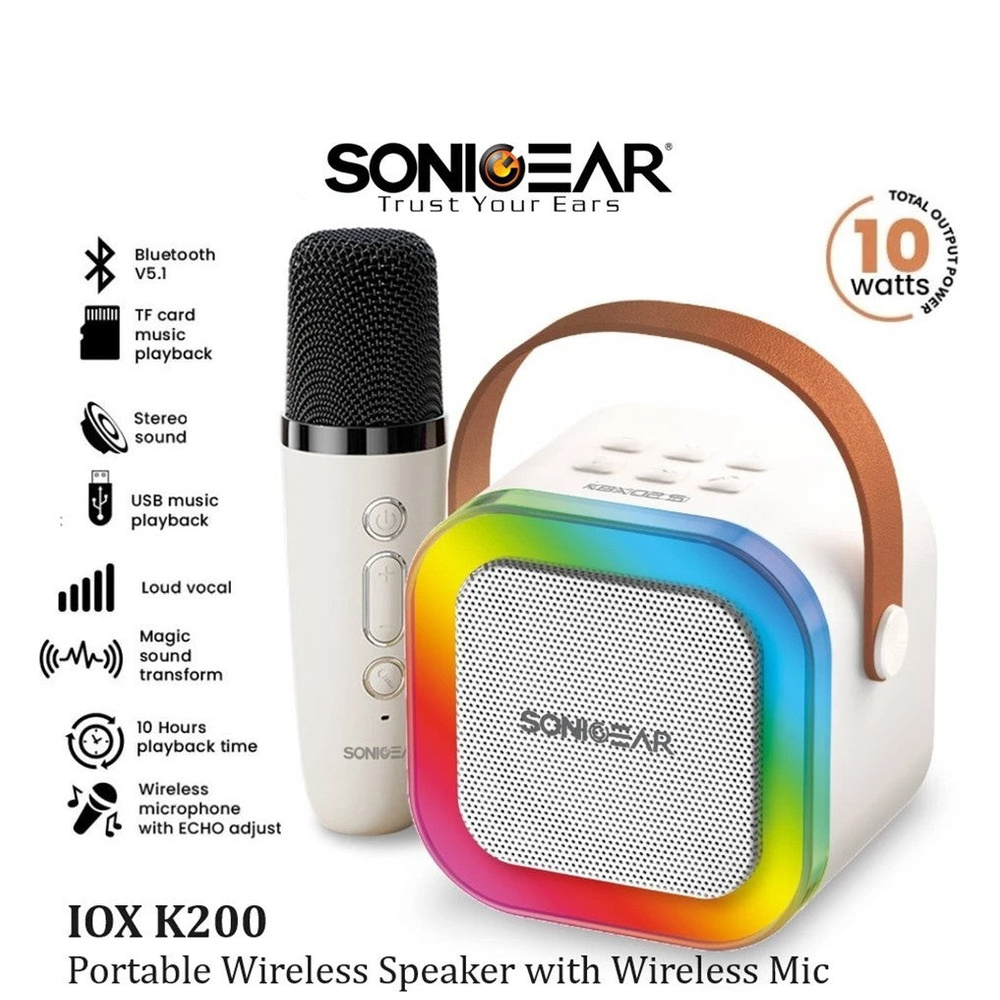 SONICGEAR®
Trust Your Ears
TOTAL OUTPUT POWER
10
watts
Bluetooth
V5.1
TF card
music
playback
Stereo
sound
USB music
playback
:
Loud vocal
Magic
sound
transform
10 Hours
playback time
Wireless
microphone
with ECHO adjust
SONICGEA
SONICGEAR
IOX K200
Portable Wireless Speaker with Wireless Mic